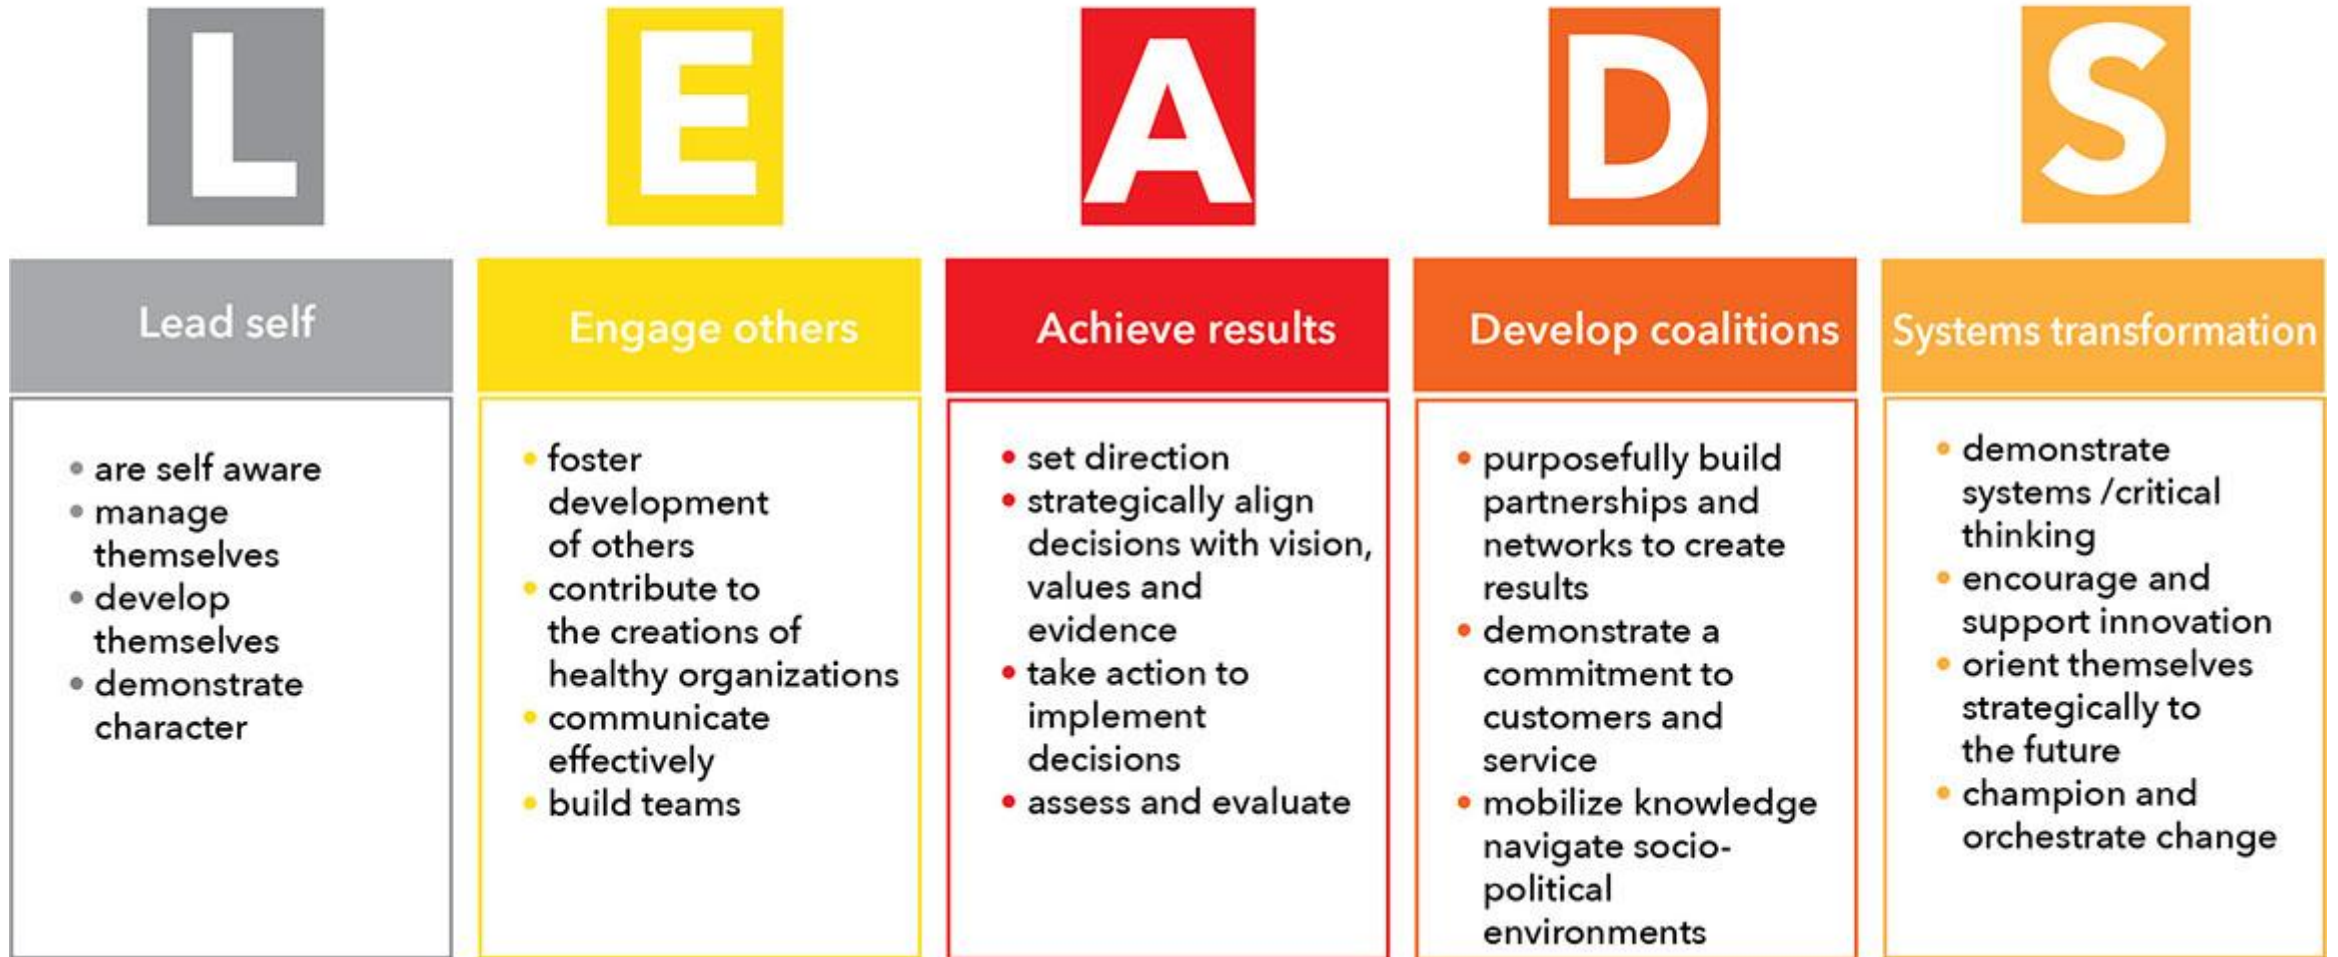 L
E
A
D
S
Lead self
Engage others
Achieve results
Develop coalitions
Systems transformation
• are self aware
• manage
themselves
• develop
themselves
• demonstrate
character
• foster
development
of others
• contribute to
the creations of
healthy organizations
• communicate
effectively
• build teams
• set direction
• strategically align
decisions with vision,
values and
evidence
• take action to
implement
decisions
• assess and evaluate
• purposefully build
partnerships and
networks to create
results
• demonstrate a
commitment to
customers and
service
• mobilize knowledge
navigate socio-
political
environments
• demonstrate
systems /critical
thinking
• encourage and
support innovation
• orient themselves
strategically to
the future
• champion and
orchestrate change